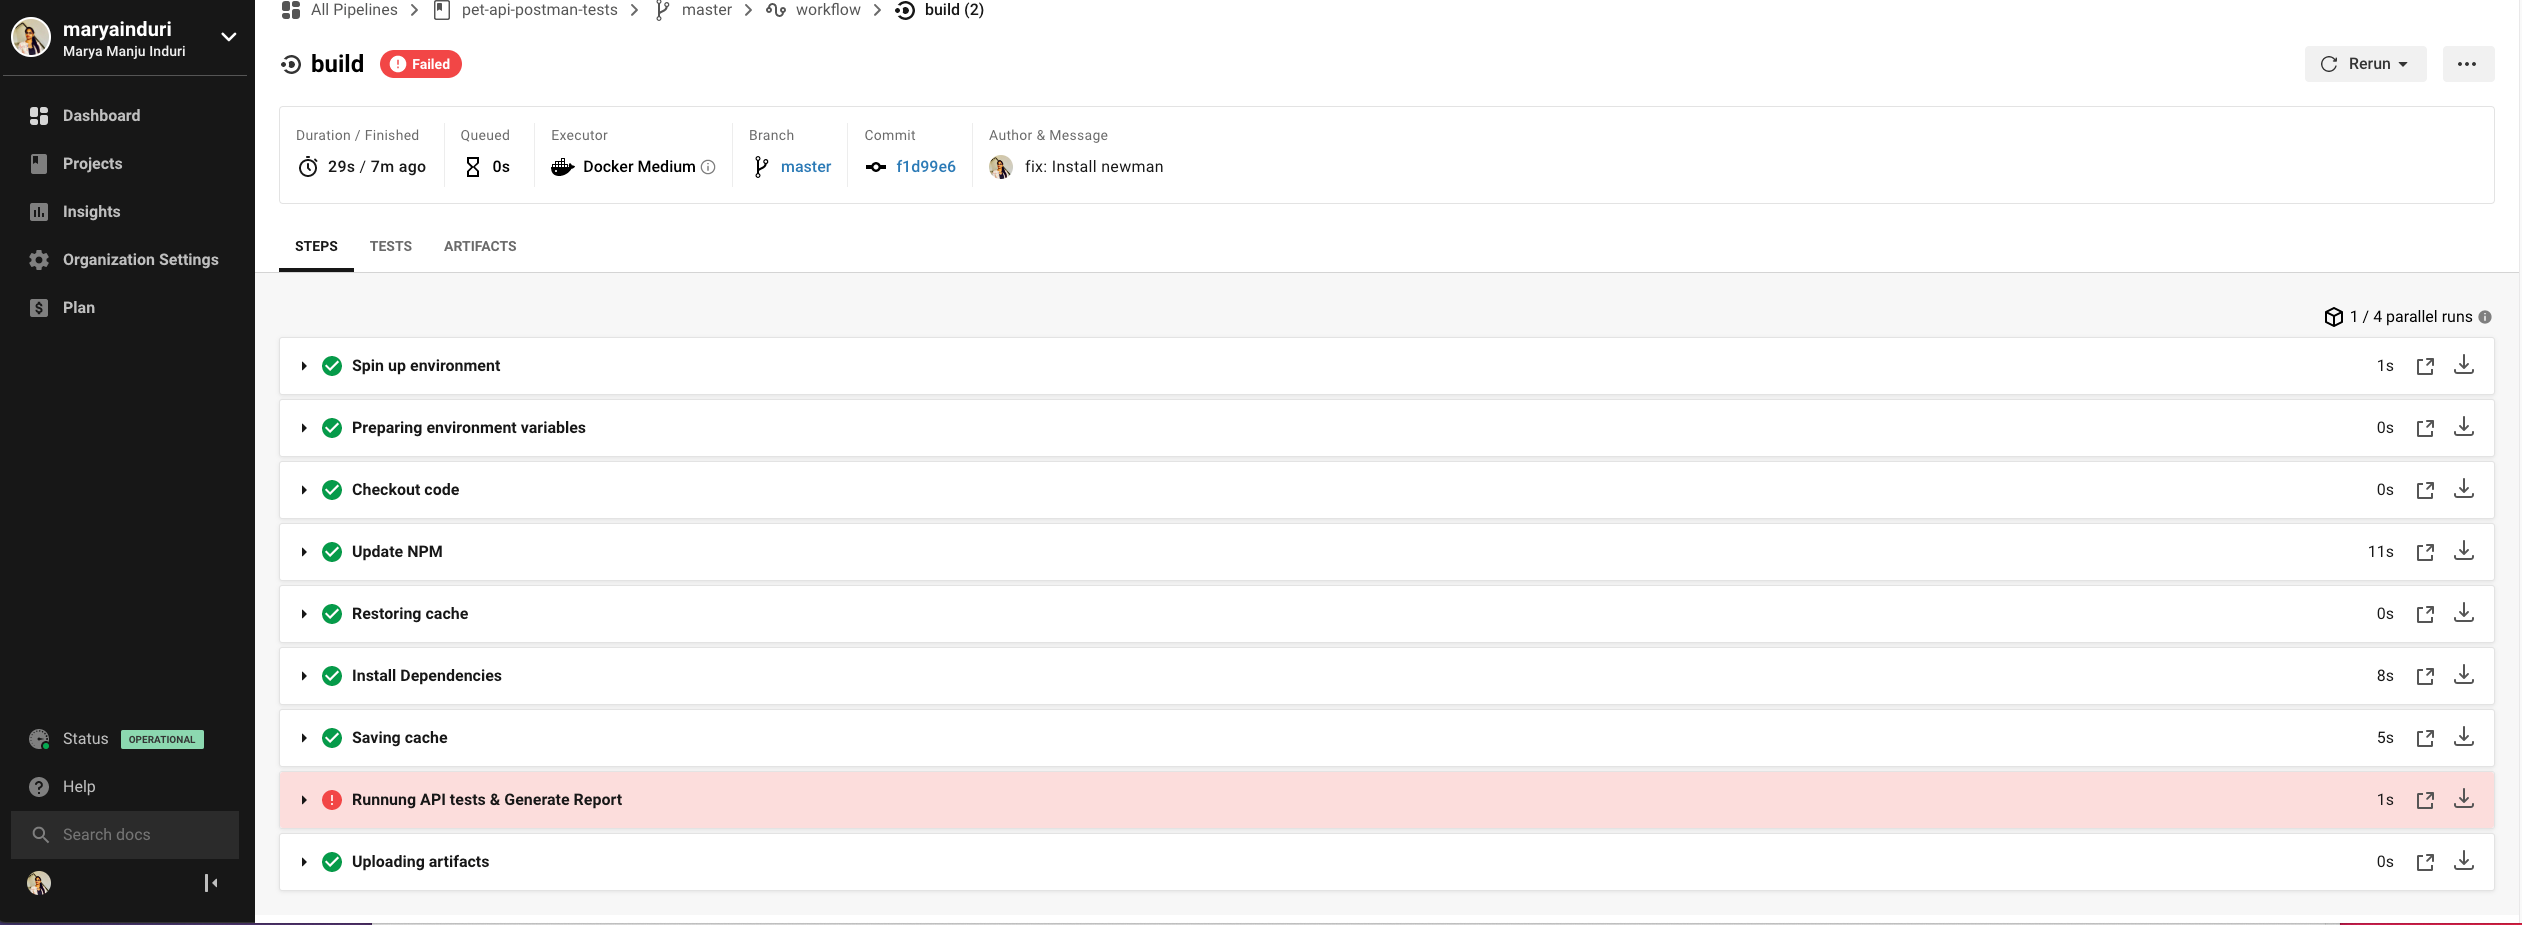 maryainduri
Marya Manju Induri
Dashboard
Projects
Insights
Organization Settings
Plan
Status OPERATIONAL
Help
Search docs
All Pipelines pet-api-postman-tests master workflow build (2)
build Failed
Rerun
Duration / Finished Queued Executor Branch Commit Author & Message
29s / 7m ago 0s Docker Medium master f1d99e6 fix: Install newman
STEPS TESTS ARTIFACTS
1 / 4 parallel runs
Spin up environment 1s
Preparing environment variables 0s
Checkout code 0s
Update NPM 11s
Restoring cache 0s
Install Dependencies 8s
Saving cache 5s
Runnung API tests & Generate Report 1s
Uploading artifacts 0s